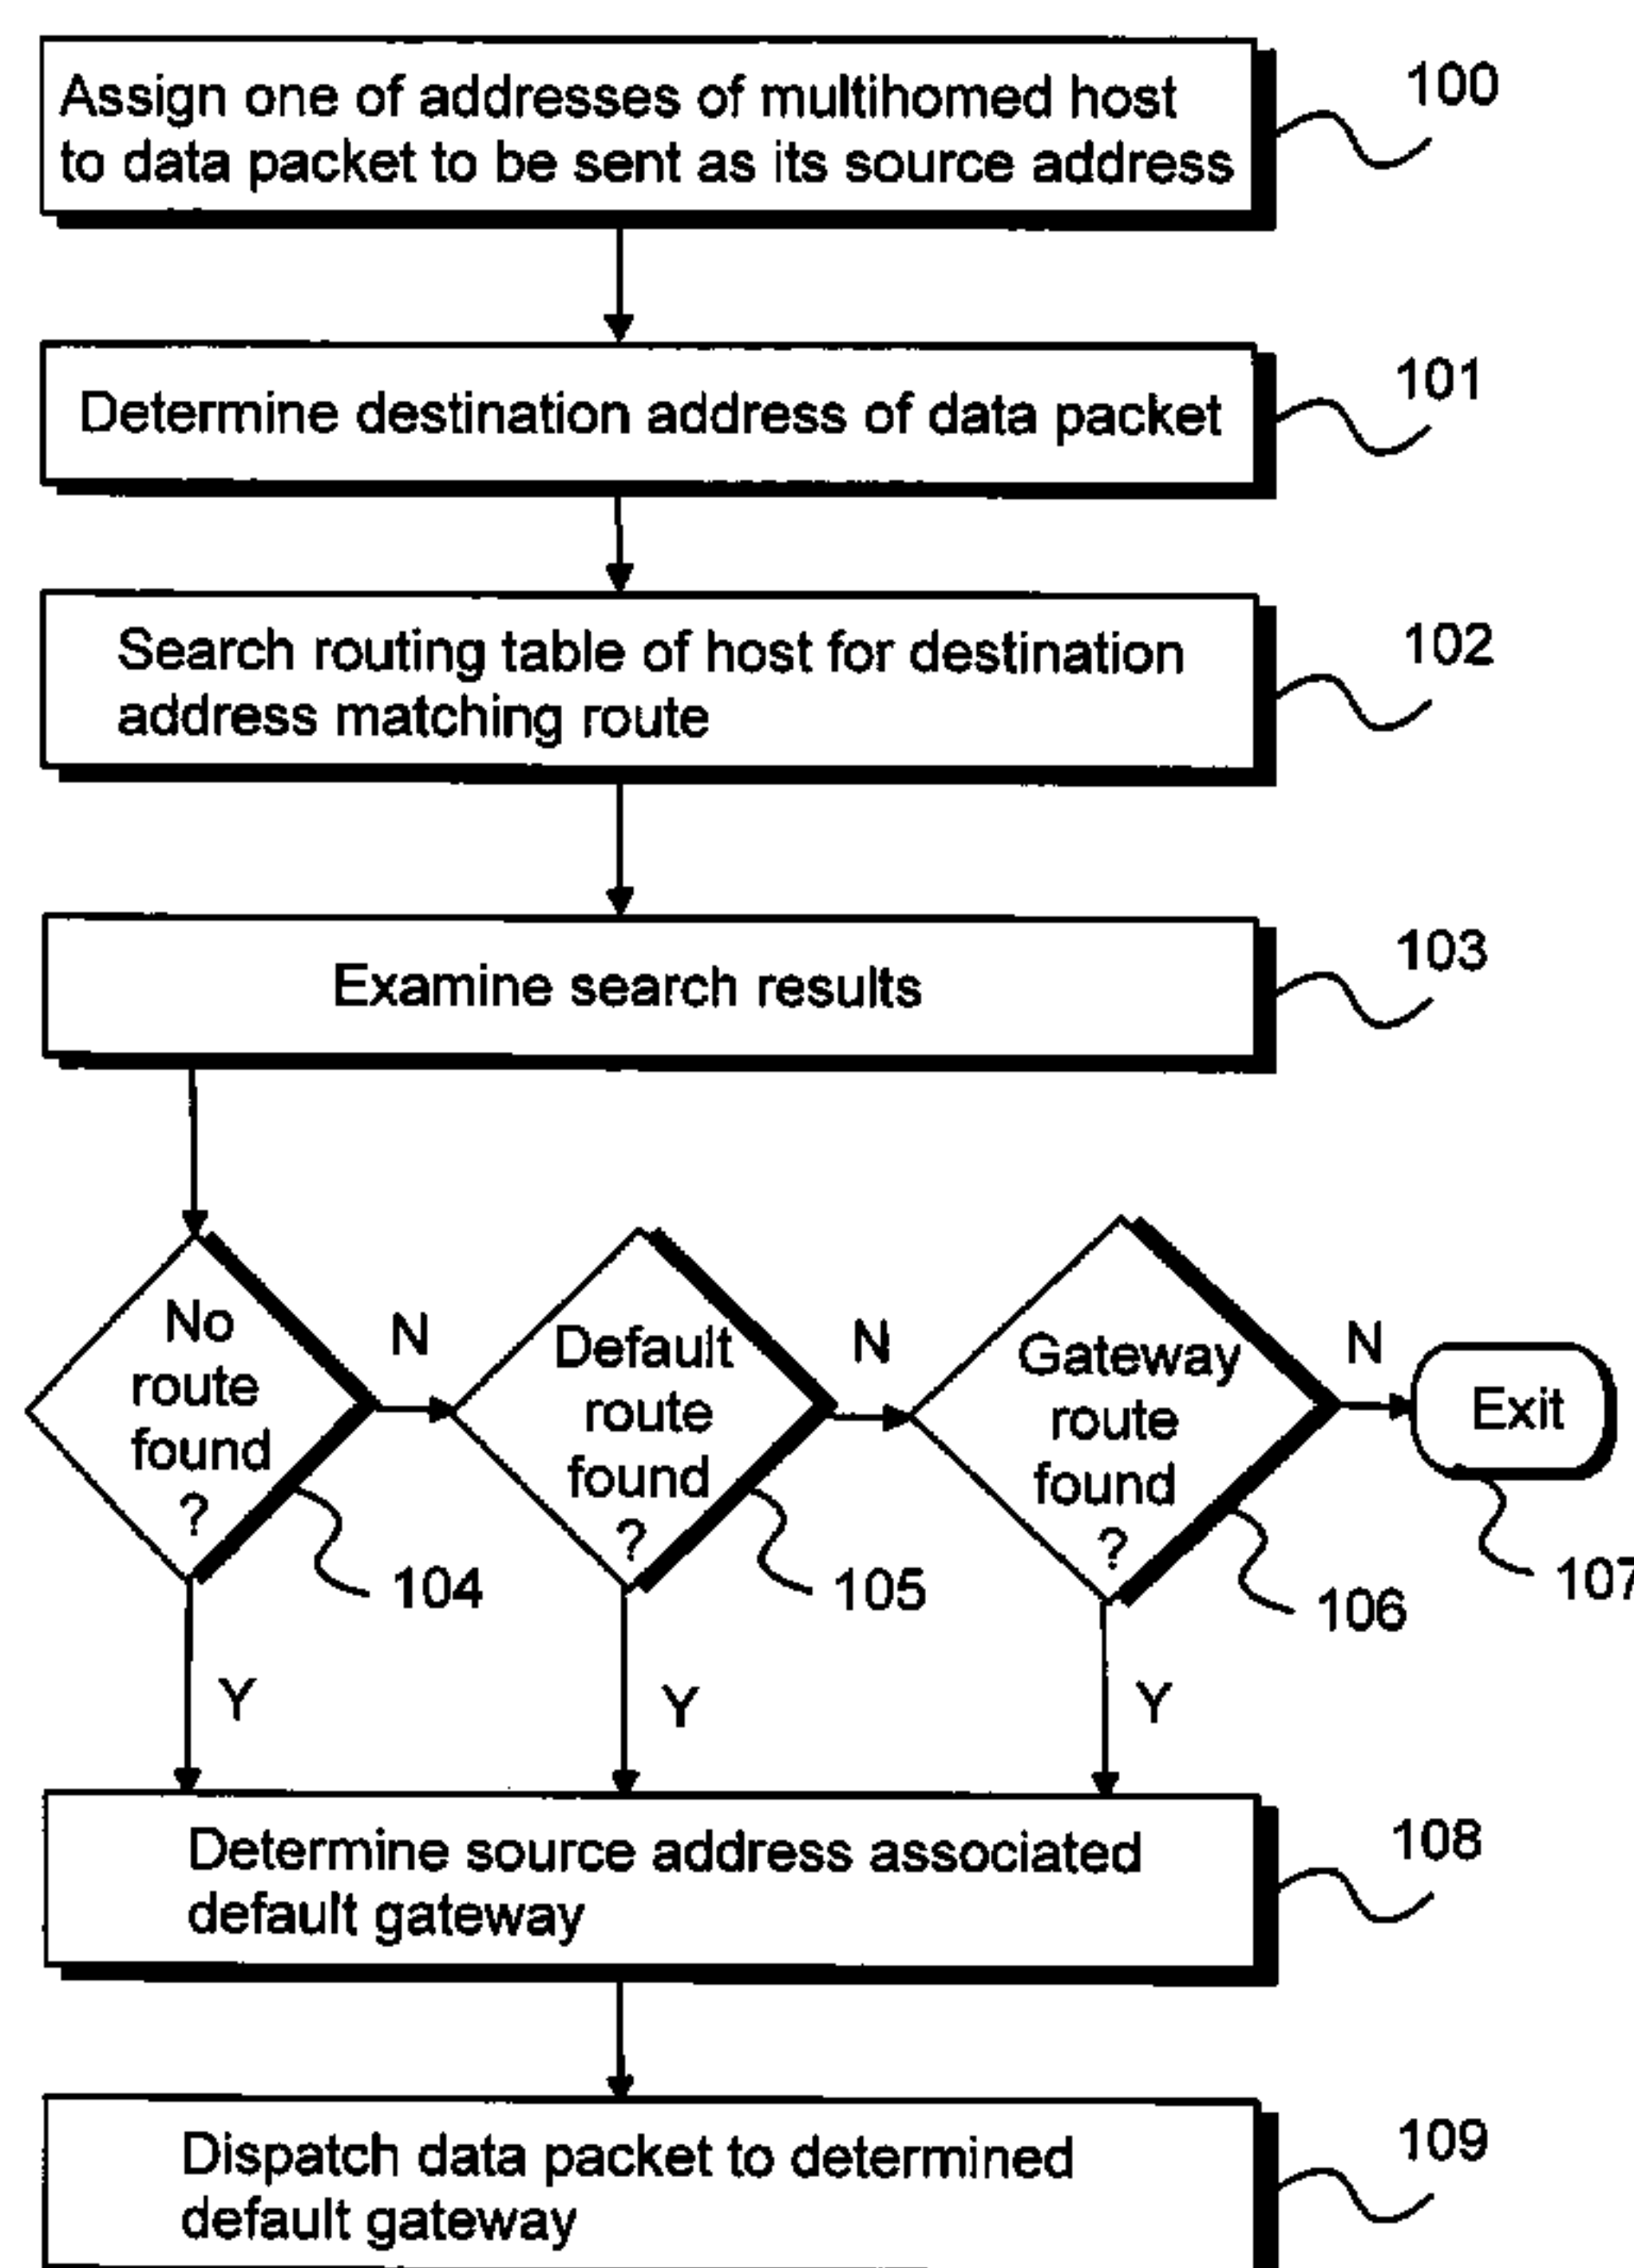 Assign one of addresses of multihomed host
to data packet to be sent as its source address
100
Determine destination address of data packet
101
Search routing table of host for destination
address matching route
102
Examine search results
103
No
route
found
?
104
N
Default
route
found
?
105
N
Gateway
route
found
?
106
N
Exit
107
Y
Y
Y
Determine source address associated
default gateway
108
Dispatch data packet to determined
default gateway
109